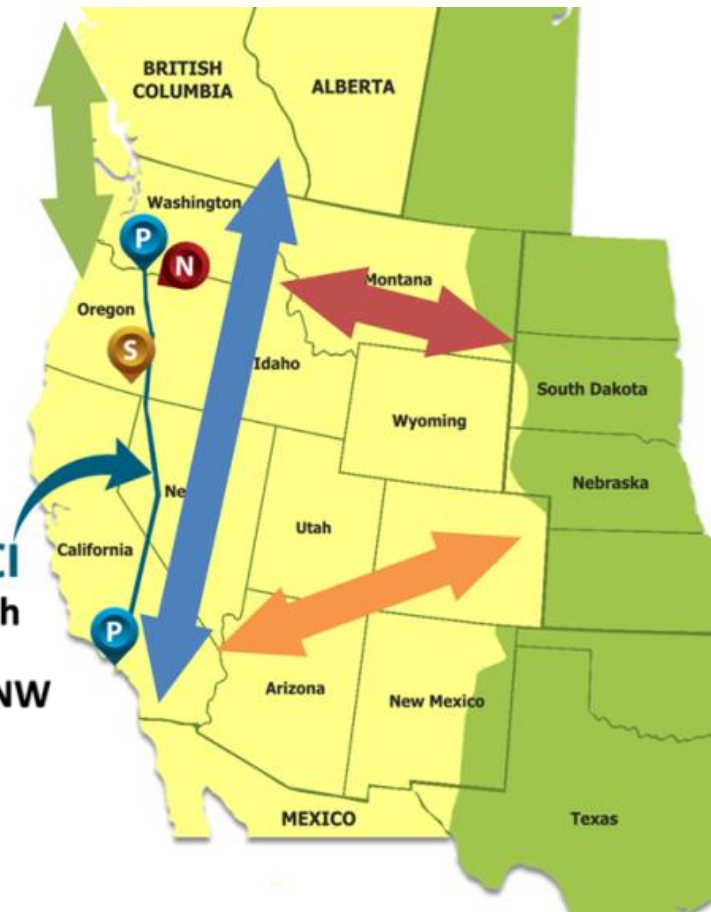 BRITISH
COLUMBIA
ALBERTA
Washington
P
N
Montana
Oregon
S
Idaho
South Dakota
Wyoming
Nebraska
Ne
Utah
California
CI
h
P
NW
Arizona
New Mexico
MEXICO
Texas